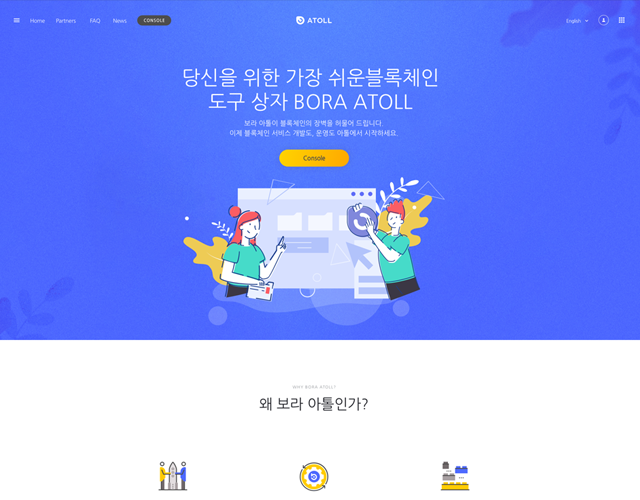 Home Partners FAQ News CONSOLE ATOLL English
당신을 위한 가장 쉬운블록체인
도구 상자 BORA ATOLL
보라 아톨이 블록체인의 장벽을 허물어 드립니다.
이제 블록체인 서비스 개발도, 운영도 아톨에서 시작하세요.
Console
WHY BORA ATOLL?
왜 보라 아톨인가?